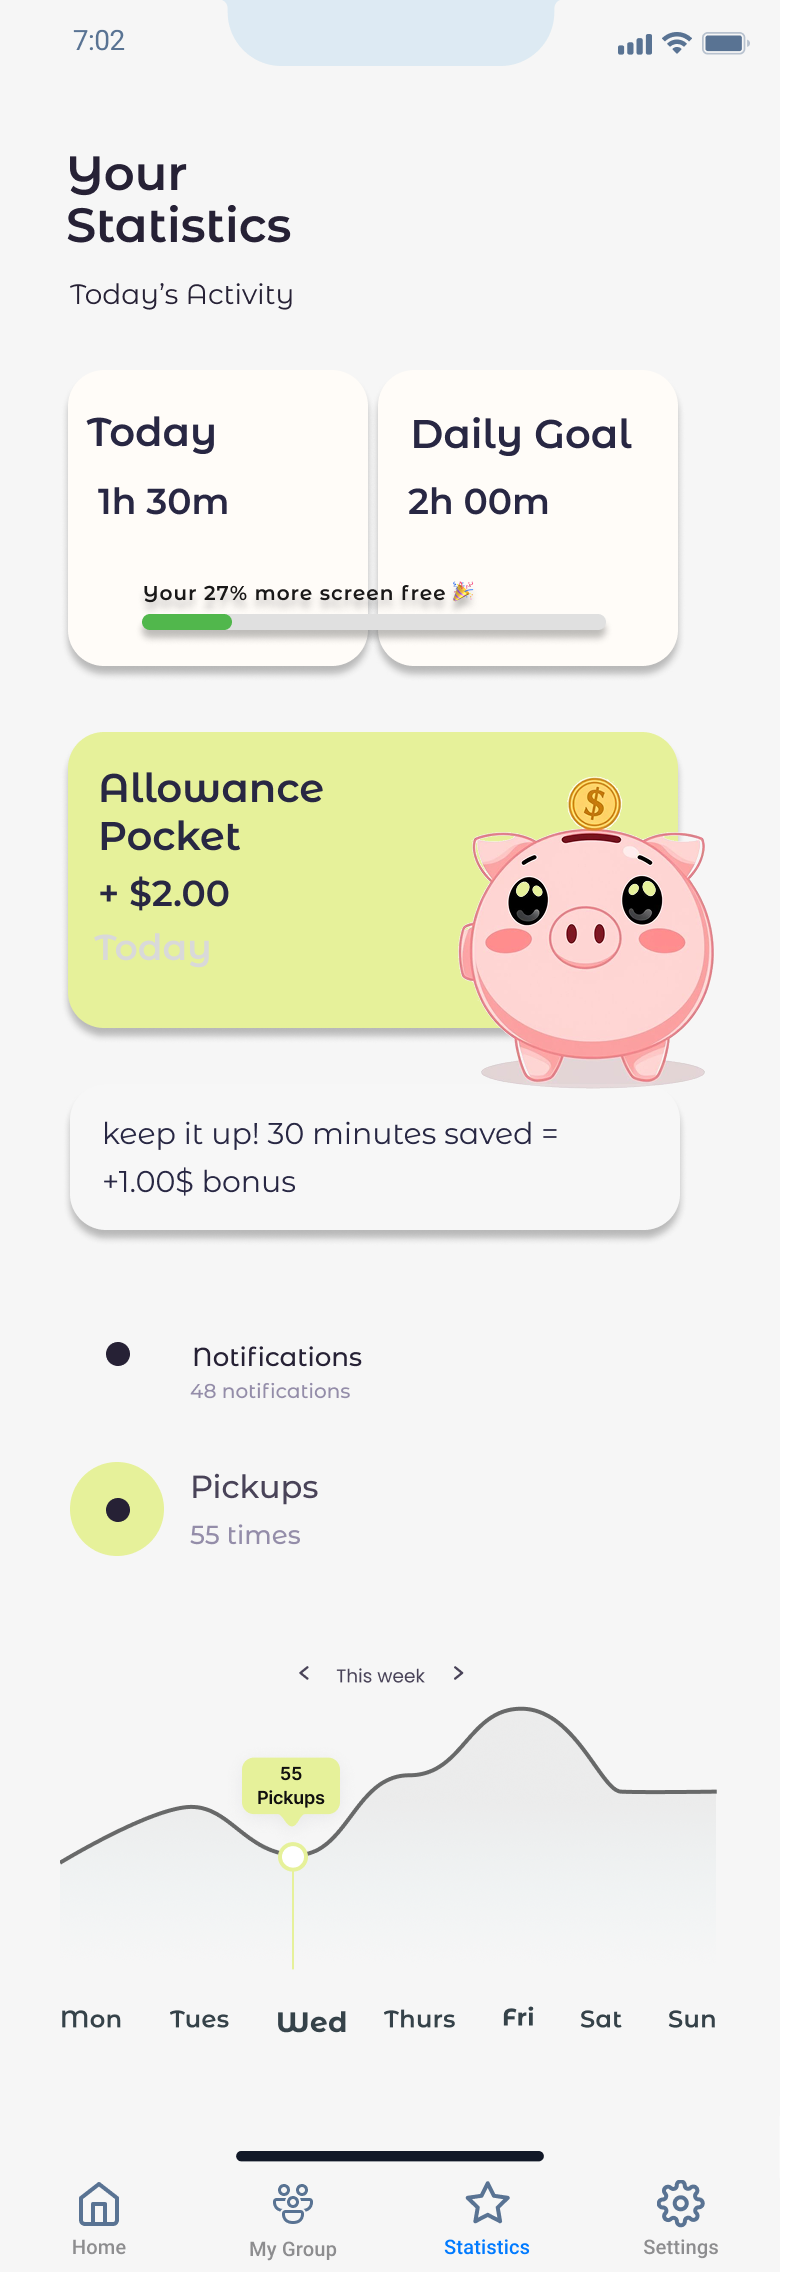 7:02
Your
Statistics
Today’s Activity
Today
Daily Goal
1h 30m
2h 00m
Your 27% more screen free 🎉
Allowance
Pocket
+ $2.00
Today
$
keep it up! 30 minutes saved =
+1.00$ bonus
Notifications
48 notifications
Pickups
55 times
< This week >
55
Pickups
Mon Tues Wed Thurs Fri Sat Sun
Home My Group Statistics Settings